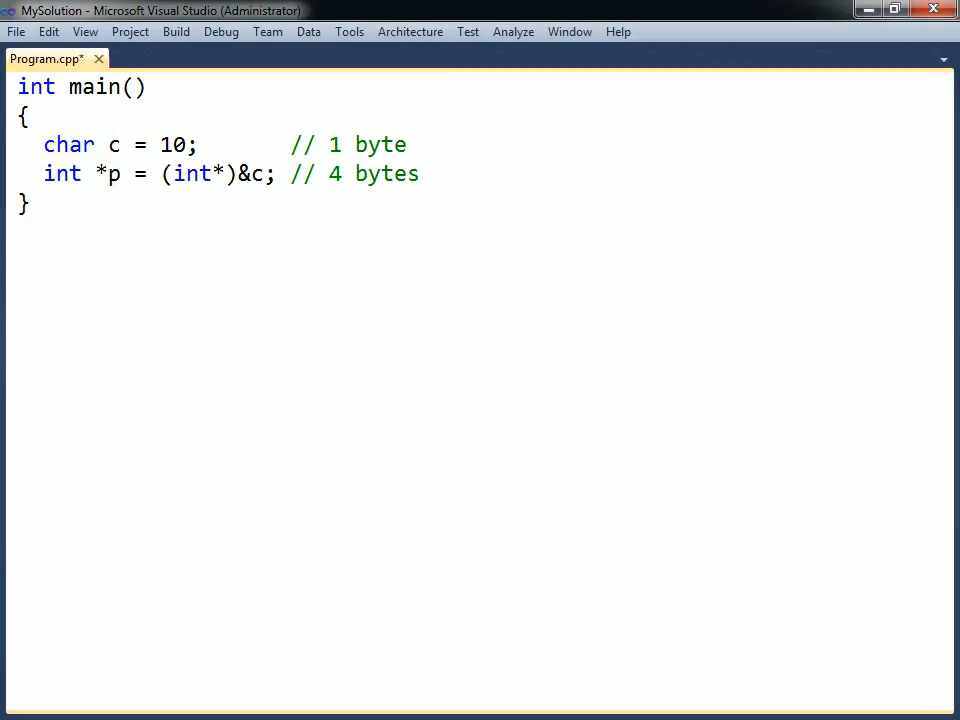 MySolution - Microsoft Visual Studio (Administrator)
File Edit View Project Build Debug Team Data Tools Architecture Test Analyze Window Help
Program.cpp*
int main()
{
  char c = 10;       // 1 byte
  int *p = (int*)&c; // 4 bytes
}